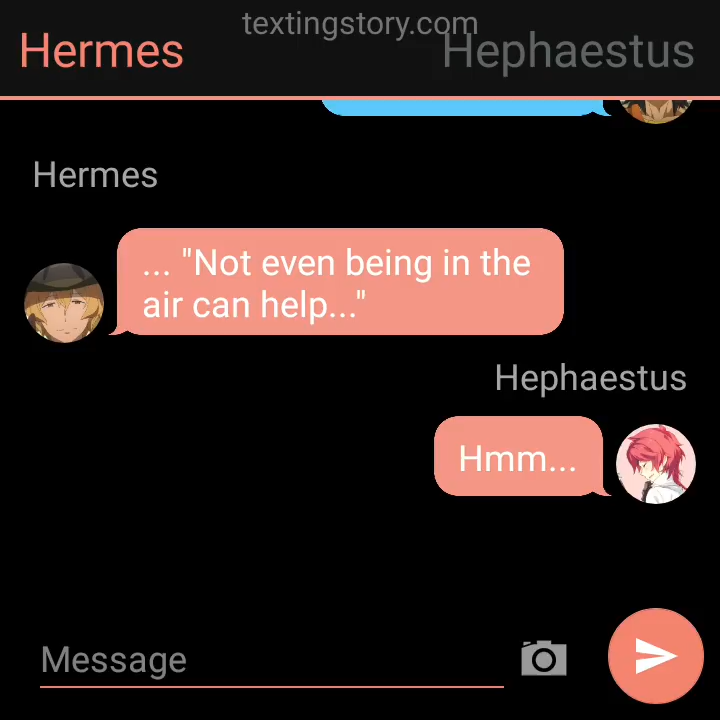 textingstory.com
Hermes
Hephaestus
Hermes
... "Not even being in the
air can help..."
Hephaestus
Hmm...
Message